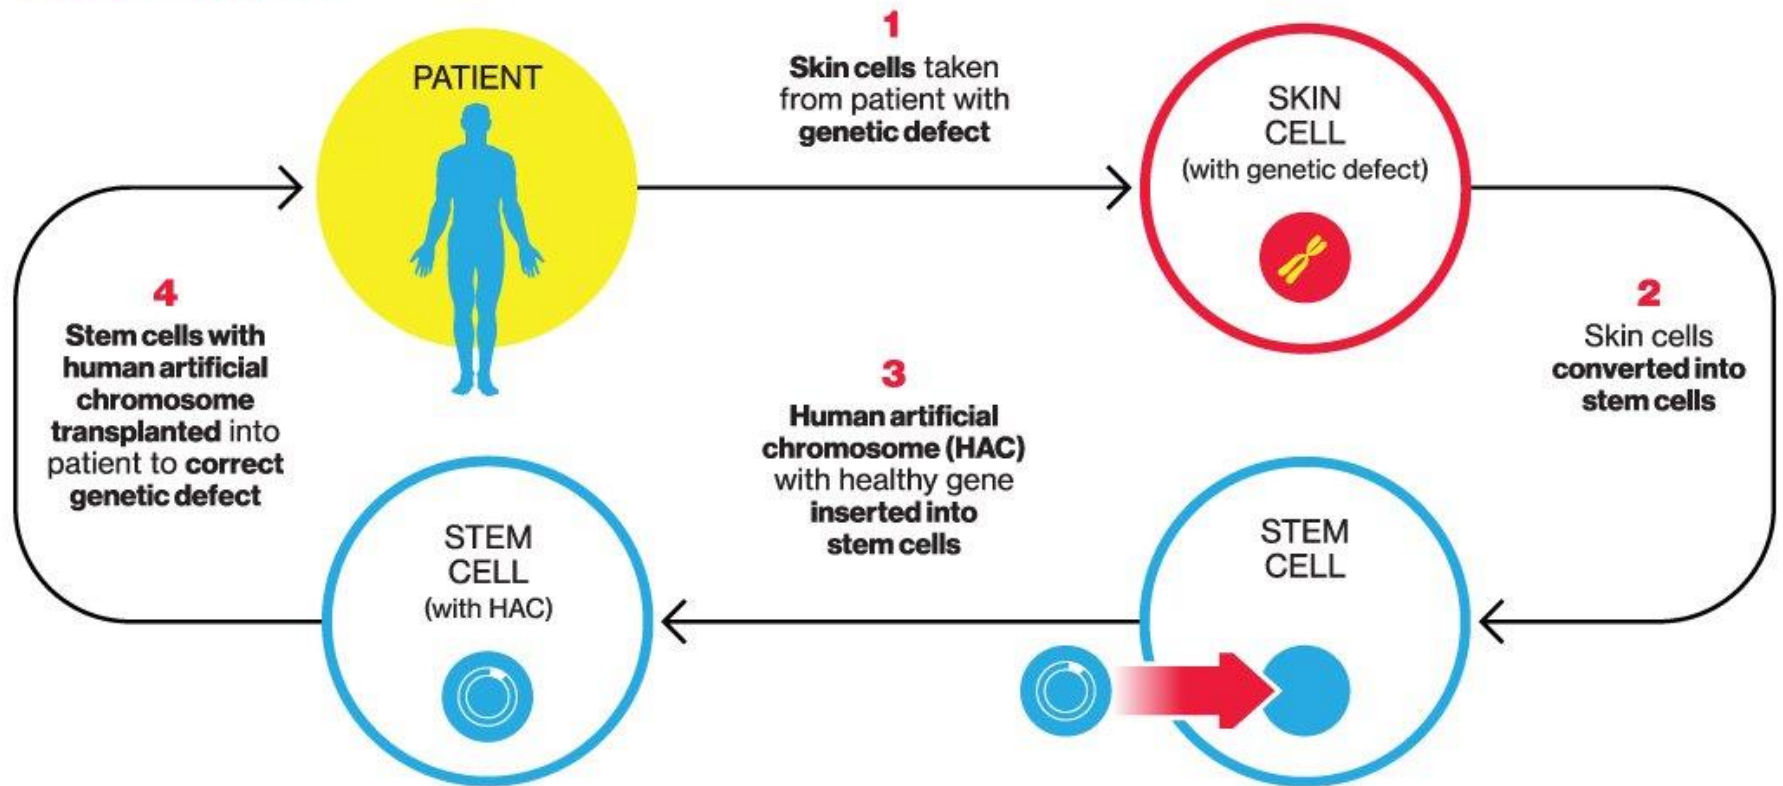 PATIENT
1
Skin cells taken
from patient with
genetic defect
SKIN
CELL
(with genetic defect)
2
Skin cells
converted into
stem cells
STEM
CELL
3
Human artificial
chromosome (HAC)
with healthy gene
inserted into
stem cells
STEM
CELL
(with HAC)
4
Stem cells with
human artificial
chromosome
transplanted into
patient to correct
genetic defect